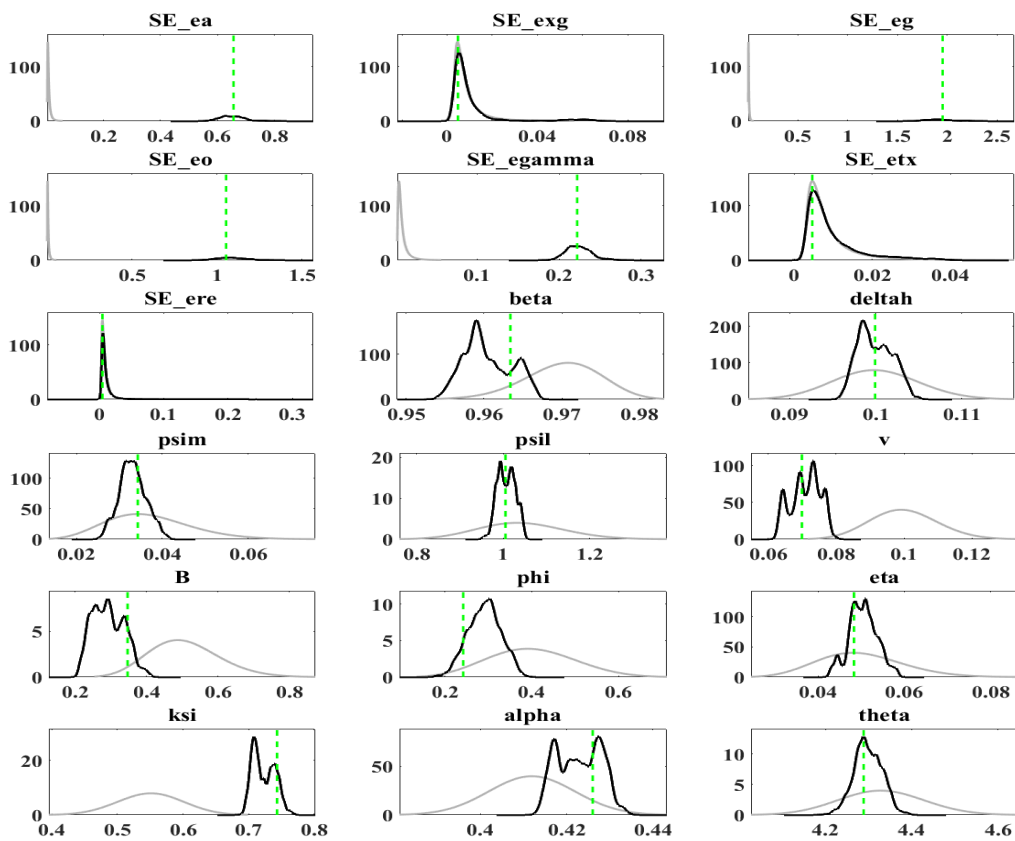 SE_ea SE_exg SE_eg
100 100 100
0 0 0
0.2 0.4 0.6 0.8 0 0.04 0.08 0.5 1 1.5 2 2.5
SE_eo SE_egamma SE_etx
100 100 100
0 0 0
0.5 1 1.5 0.1 0.2 0.3 0 0.02 0.04
SE_ere beta deltah
100 100 200
100
0 0 0
0 0.1 0.2 0.3 0.95 0.96 0.97 0.98 0.09 0.1 0.11
psim psil v
100 20 100
50 10 50
0 0 0
0.02 0.04 0.06 0.8 1 1.2 0.06 0.08 0.1 0.12
B phi eta
5 10 100
5 50
0 0 0
0.2 0.4 0.6 0.8 0.2 0.4 0.6 0.04 0.06 0.08
ksi alpha theta
20 50 10
5
0 0 0
0.4 0.5 0.6 0.7 0.8 0.4 0.42 0.44 4.2 4.4 4.6